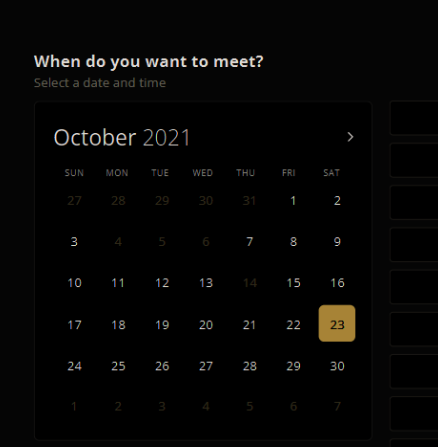 When do you want to meet?
Select a date and time
October 2021
SUN MON TUE WED THU FRI SAT
27 28 29 30 31 1 2
3 4 5 6 7 8 9
10 11 12 13 14 15 16
17 18 19 20 21 22 23
24 25 26 27 28 29 30
1 2 3 4 5 6 7